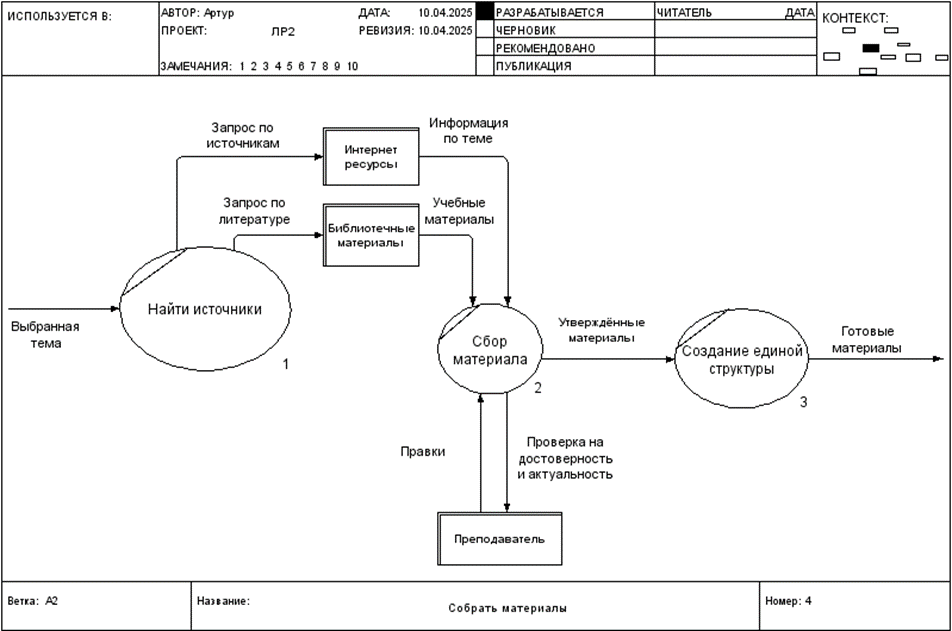 ИСПОЛЬЗУЕТСЯ В:
АВТОР: Артур
ДАТА: 10.04.2025
ПРОЕКТ: ЛР2
РЕВИЗИЯ: 10.04.2025
ЗАМЕЧАНИЯ: 1 2 3 4 5 6 7 8 9 10
РАЗРАБАТЫВАЕТСЯ
ЧЕРНОВИК
РЕКОМЕНДОВАНО
ПУБЛИКАЦИЯ
ЧИТАТЕЛЬ ДАТА
КОНТЕКСТ:
Запрос по
источникам
Интернет
ресурсы
Информация
по теме
Запрос по
литературе
Библиотечные
материалы
Учебные
материалы
Выбранная
тема
Найти источники
1
Сбор
материала
2
Утверждённые
материалы
Создание единой
структуры
3
Готовые
материалы
Правки
Проверка на
достоверность
и актуальность
Преподаватель
Ветка: A2
Название:
Собрать материалы
Номер: 4